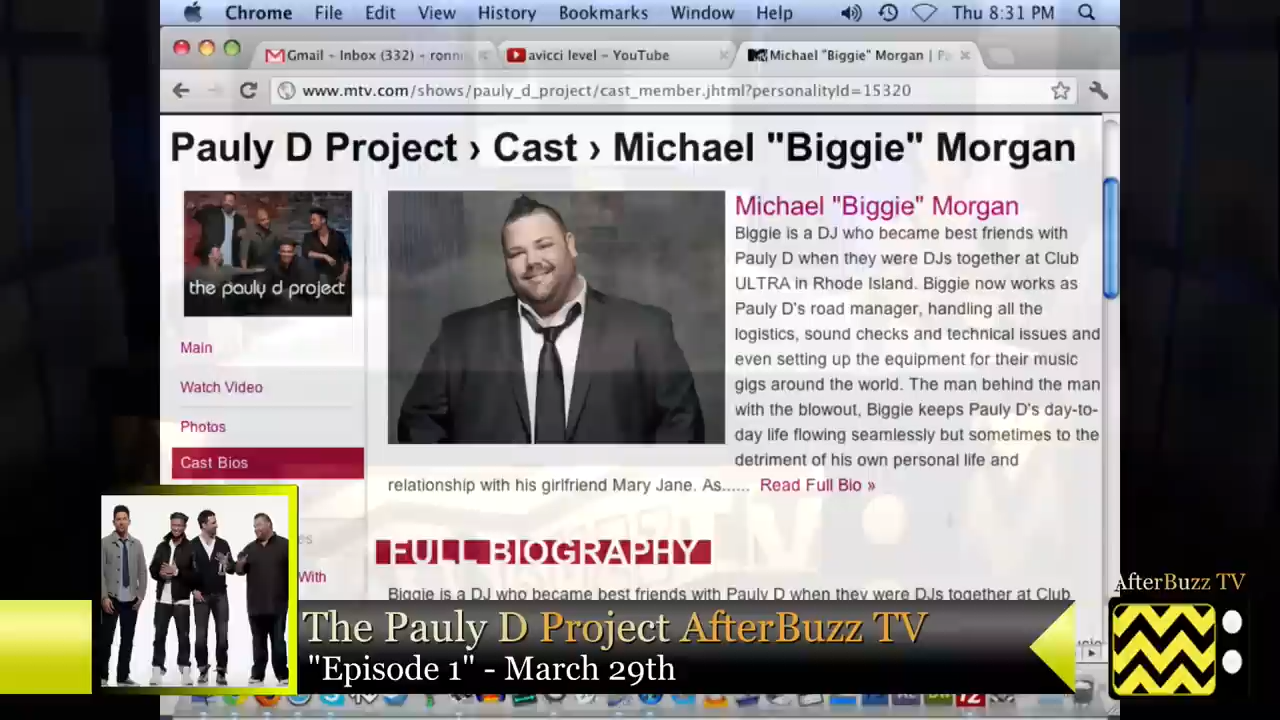 Chrome File Edit View History Bookmarks Window Help Thu 8:31 PM
Gmail - Inbox (332) - ronni
avicci level - YouTube
Michael "Biggie" Morgan |
www.mtv.com/shows/pauly_d_project/cast_member.jhtml?personalityId=15320
Pauly D Project › Cast › Michael "Biggie" Morgan
the pauly d project
Main
Watch Video
Photos
Cast Bios
With
Michael "Biggie" Morgan
Biggie is a DJ who became best friends with
Pauly D when they were DJs together at Club
ULTRA in Rhode Island. Biggie now works as
Pauly D's road manager, handling all the
logistics, sound checks and technical issues and
even setting up the equipment for their music
gigs around the world. The man behind the man
with the blowout, Biggie keeps Pauly D's day-to-
day life flowing seamlessly but sometimes to the
detriment of his own personal life and
relationship with his girlfriend Mary Jane. As...... Read Full Bio »
FULL BIOGRAPHY
Biggie is a DJ who became best friends with Pauly D when they were DJs together at Club
The Pauly D Project AfterBuzz TV
"Episode 1" - March 29th
AfterBuzz TV